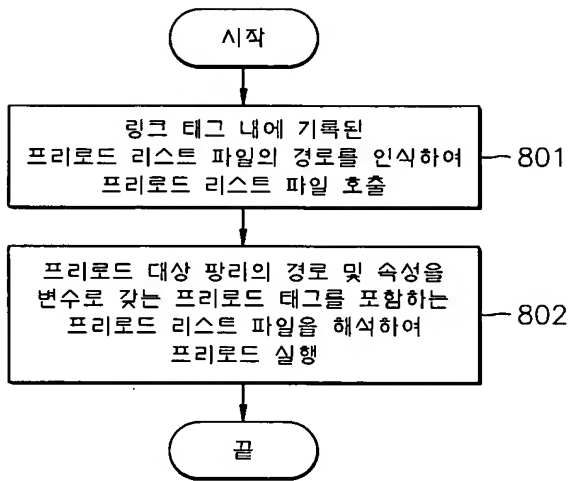 시작
링크 태그 내에 기록된
프리로드 리스트 파일의 경로를 인식하여
프리로드 리스트 파일 호출
801
프리로드 대상 팡리의 경로 및 속성을
변수로 갖는 프리로드 태그를 포함하는
프리로드 리스트 파일을 해석하여
프리로드 실행
802
끝